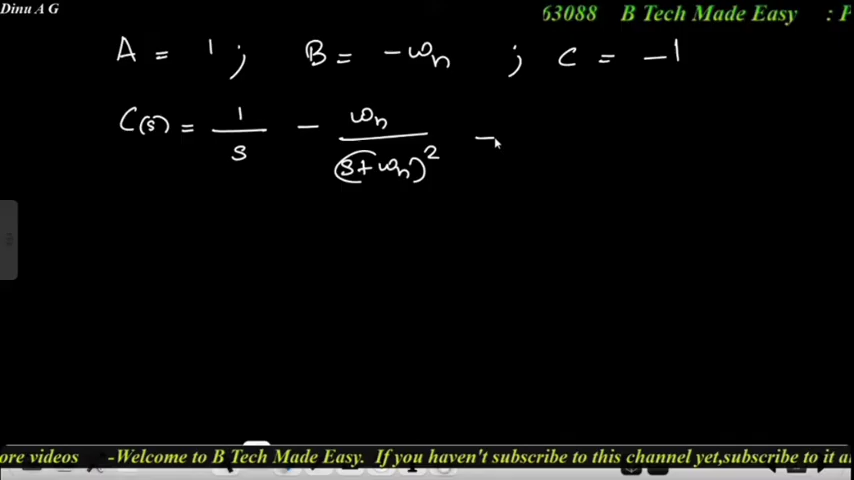 Dinu A G
63088 B Tech Made Easy : F
A = 1 ; B = -ωn ; C = -1
C(s) = 1/s - ωn/(s+ωn)² -
ore videos -Welcome to B Tech Made Easy. If you haven't subscribe to this channel yet,subscribe to it a